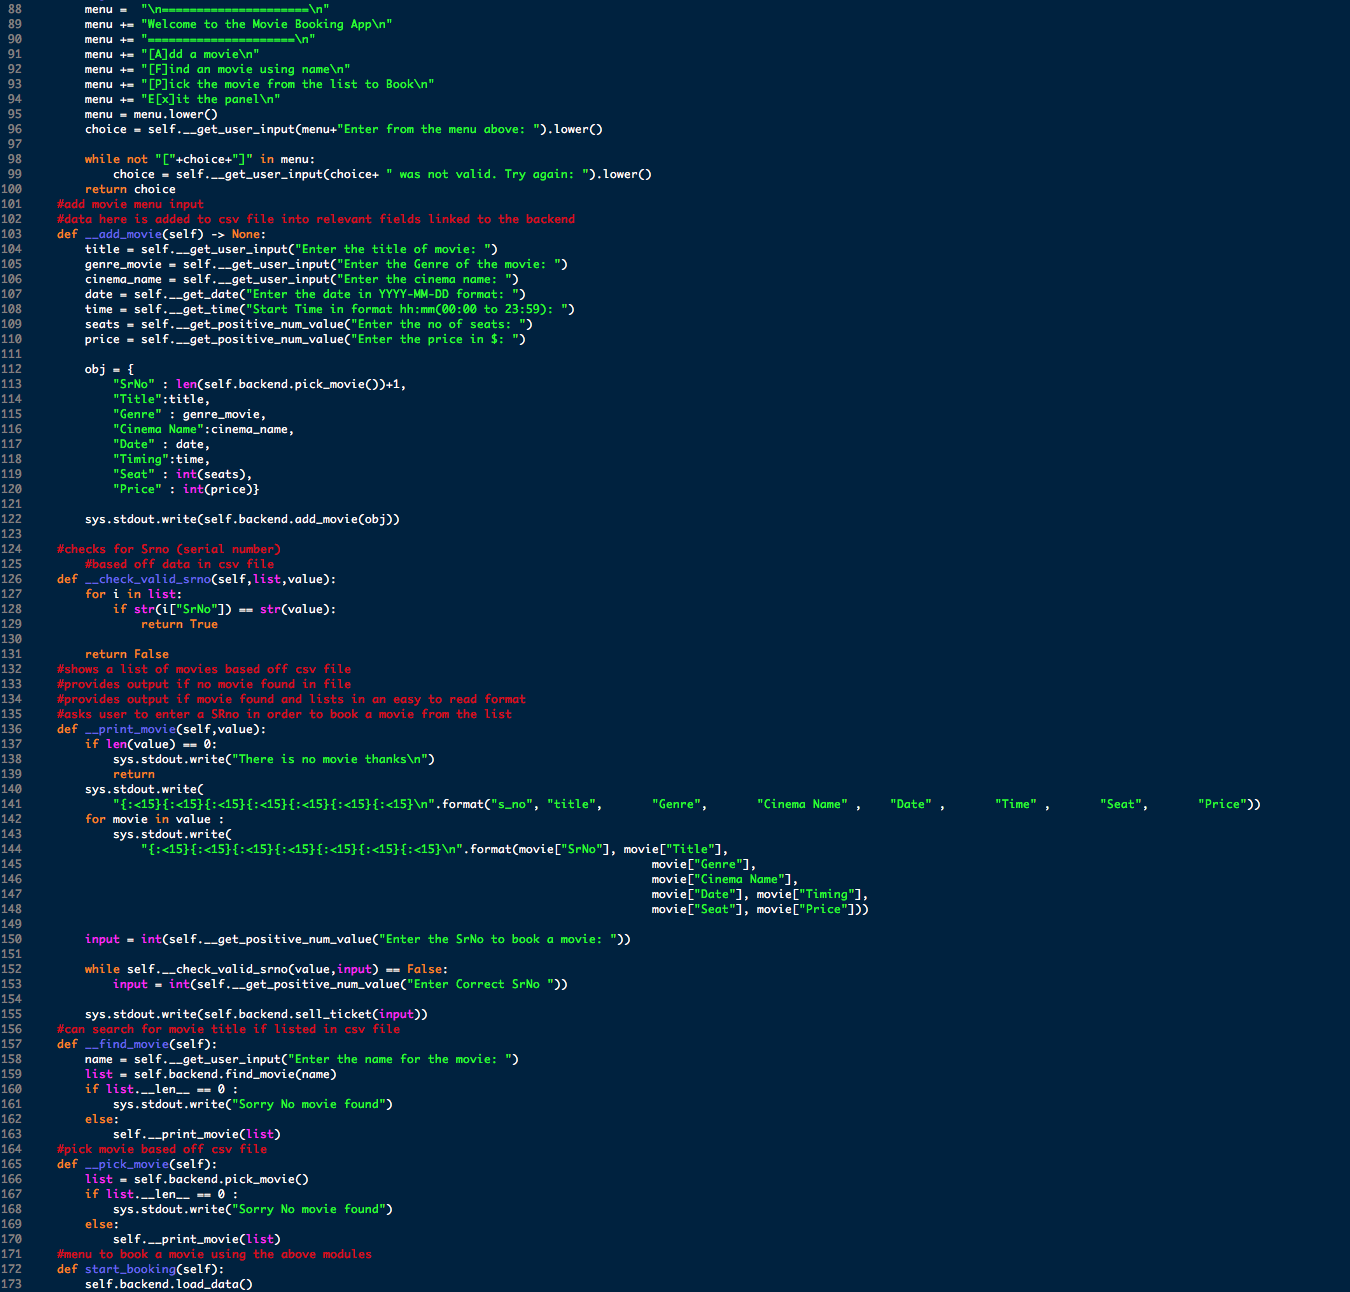 88 menu =  "\n=====================\n"
89 menu += "Welcome to the Movie Booking App\n"
90 menu += "=====================\n"
91 menu += "[A]dd a movie\n"
92 menu += "[F]ind an movie using name\n"
93 menu += "[P]ick the movie from the list to Book\n"
94 menu += "E[x]it the panel\n"
95 menu = menu.lower()
96 choice = self.__get_user_input(menu+"Enter from the menu above: ").lower()
97
98 while not "["+choice+"]" in menu:
99 choice = self.__get_user_input(choice+ " was not valid. Try again: ").lower()
100 return choice
101 #add movie menu input
102 #data here is added to csv file into relevant fields linked to the backend
103 def __add_movie(self) -> None:
104 title = self.__get_user_input("Enter the title of movie: ")
105 genre_movie = self.__get_user_input("Enter the Genre of the movie: ")
106 cinema_name = self.__get_user_input("Enter the cinema name: ")
107 date = self.__get_date("Enter the date in YYYY-MM-DD format: ")
108 time = self.__get_time("Start Time in format hh:mm(00:00 to 23:59): ")
109 seats = self.__get_positive_num_value("Enter the no of seats: ")
110 price = self.__get_positive_num_value("Enter the price in $: ")
111
112 obj = {
113 "SrNo" : len(self.backend.pick_movie())+1,
114 "Title":title,
115 "Genre" : genre_movie,
116 "Cinema Name":cinema_name,
117 "Date" : date,
118 "Timing":time,
119 "Seat" : int(seats),
120 "Price" : int(price)}
121
122 sys.stdout.write(self.backend.add_movie(obj))
123
124 #checks for Srno (serial number)
125 #based off data in csv file
126 def __check_valid_srno(self,list,value):
127 for i in list:
128 if str(i["SrNo"]) == str(value):
129 return True
130
131 return False
132 #shows a list of movies based off csv file
133 #provides output if no movie found in file
134 #provides output if movie found and lists in an easy to read format
135 #asks user to enter a SRno in order to book a movie from the list
136 def __print_movie(self,value):
137 if len(value) == 0:
138 sys.stdout.write("There is no movie thanks\n")
139 return
140 sys.stdout.write(
141 "{:<15}{:<15}{:<15}{:<15}{:<15}{:<15}{:<15}\n".format("s_no", "title", "Genre", "Cinema Name" , "Date" , "Time" , "Seat", "Price"))
142 for movie in value :
143 sys.stdout.write(
144 "{:<15}{:<15}{:<15}{:<15}{:<15}{:<15}{:<15}\n".format(movie["SrNo"], movie["Title"],
145 movie["Genre"],
146 movie["Cinema Name"],
147 movie["Date"], movie["Timing"],
148 movie["Seat"], movie["Price"]))
149
150 input = int(self.__get_positive_num_value("Enter the SrNo to book a movie: "))
151
152 while self.__check_valid_srno(value,input) == False:
153 input = int(self.__get_positive_num_value("Enter Correct SrNo "))
154
155 sys.stdout.write(self.backend.sell_ticket(input))
156 #can search for movie title if listed in csv file
157 def __find_movie(self):
158 name = self.__get_user_input("Enter the name for the movie: ")
159 list = self.backend.find_movie(name)
160 if list.__len__ == 0 :
161 sys.stdout.write("Sorry No movie found")
162 else:
163 self.__print_movie(list)
164 #pick movie based off csv file
165 def __pick_movie(self):
166 list = self.backend.pick_movie()
167 if list.__len__ == 0 :
168 sys.stdout.write("Sorry No movie found")
169 else:
170 self.__print_movie(list)
171 #menu to book a movie using the above modules
172 def start_booking(self):
173 self.backend.load_data()